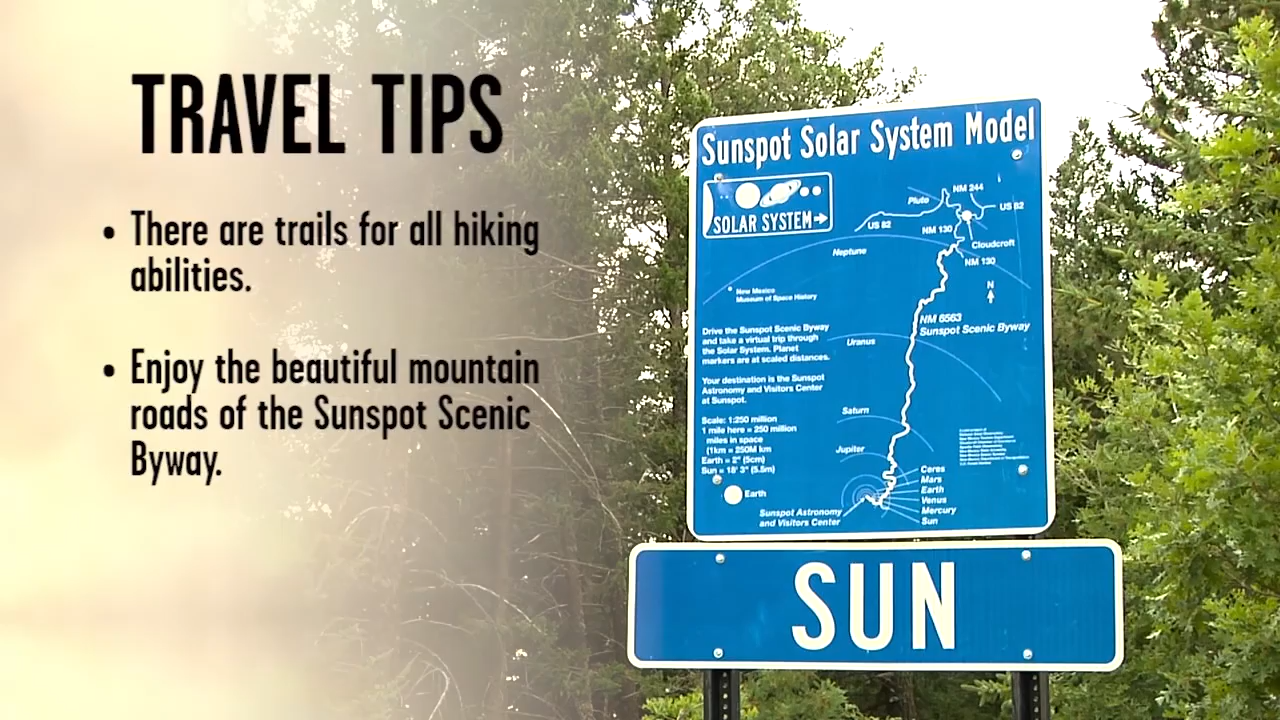 TRAVEL TIPS
• There are trails for all hiking
abilities.
• Enjoy the beautiful mountain
roads of the Sunspot Scenic
Byway.
Sunspot Solar System Model
SOLAR SYSTEM
NM 244
Pluto
US 82
US 82
NM 130
Cloudcroft
Neptune
NM 130
N
New Mexico
Museum of Space History
NM 6563
Sunspot Scenic Byway
Drive the Sunspot Scenic Byway
and take a virtual trip through
the Solar System. Planet
markers are at scaled distances.
Uranus
Your destination is the Sunspot
Astronomy and Visitors Center
at Sunspot.
Saturn
Scale: 1:250 million
1 mile here = 250 million
miles in space
(1km = 250M km
Earth = 2" (5cm)
Sun = 18' 3" (5.5m)
Jupiter
Ceres
Mars
Earth
Venus
Mercury
Sun
Earth
Sunspot Astronomy
and Visitors Center
SUN